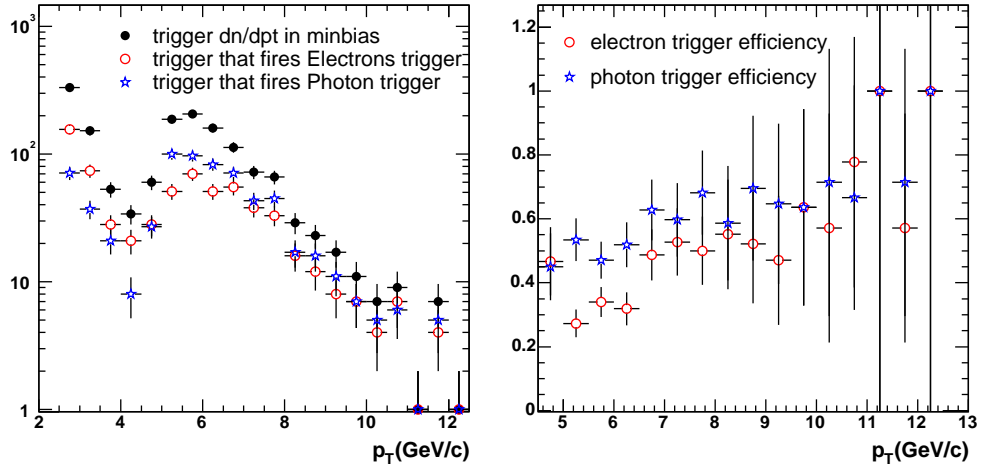 10³
10²
10
1
trigger dn/dpt in minbias
trigger that fires Electrons trigger
trigger that fires Photon trigger
2 4 6 8 10 12
p_T(GeV/c)
1.2
1
0.8
0.6
0.4
0.2
0
electron trigger efficiency
photon trigger efficiency
5 6 7 8 9 10 11 12 13
p_T(GeV/c)